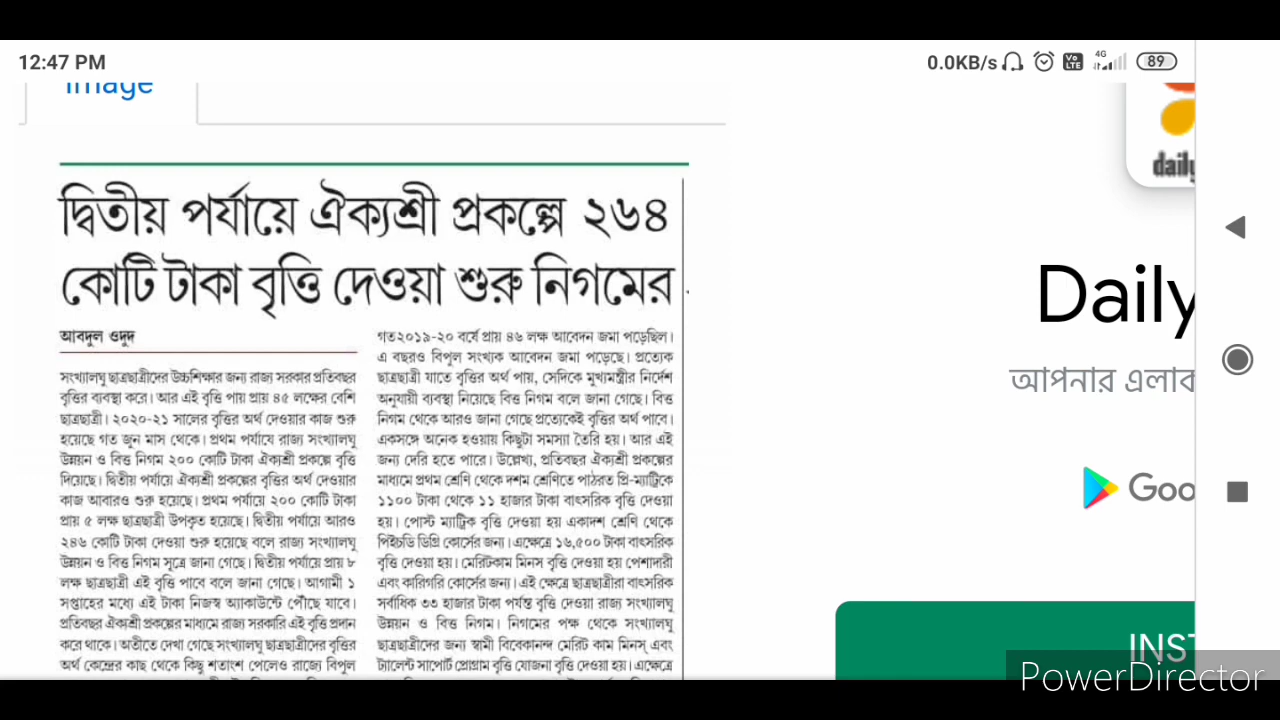 12:47 PM
0.0KB/s
4G
Vo LTE
89
Image
দ্বিতীয় পর্যায়ে ঐক্যশ্রী প্রকল্পে ২৬৪
কোটি টাকা বৃত্তি দেওয়া শুরু নিগমের
আবদুল ওদুদ
সংখ্যালঘু ছাত্রছাত্রীদের উচ্চশিক্ষার জন্য রাজ্য সরকার প্রতিবছর
বৃত্তির ব্যবস্থা করে। আর এই বৃত্তি পায় প্রায় ৪৫ লক্ষের বেশি
ছাত্রছাত্রী। ২০২০-২১ সালের বৃত্তির অর্থ দেওয়ার কাজ শুরু
হয়েছে গত জুন মাস থেকে। প্রথম পর্যাযে রাজ্য সংখ্যালঘু
উন্নয়ন ও বিত্ত নিগম ২০০ কোটি টাকা ঐক্যশ্রী প্রকল্পে বৃত্তি
দিয়েছে। দ্বিতীয় পর্যায়ে ঐক্যশ্রী প্রকল্পের বৃত্তির অর্থ দেওয়ার
কাজ আবারও শুরু হয়েছে। প্রথম পর্যায়ে ২০০ কোটি টাকা
প্রায় ৫ লক্ষ ছাত্রছাত্রী উপকৃত হয়েছে। দ্বিতীয় পর্যায়ে আরও
২৪৬ কোটি টাকা দেওয়া শুরু হয়েছে বলে রাজ্য সংখ্যালঘু
উন্নয়ন ও বিত্ত নিগম সূত্রে জানা গেছে। দ্বিতীয় পর্যায়ে প্রায় ৮
লক্ষ ছাত্রছাত্রী এই বৃত্তি পাবে বলে জানা গেছে। আগামী ১
সপ্তাহের মধ্যে এই টাকা নিজস্ব অ্যাকাউন্টে পৌঁছে যাবে।
প্রতিবছর ঐক্যশ্রী প্রকল্পের মাধ্যমে রাজ্য সরকারি এই বৃত্তি প্রদান
করে থাকে। অতীতে দেখা গেছে সংখ্যালঘু ছাত্রছাত্রীদের বৃত্তির
অর্থ কেন্দ্রের কাছ থেকে কিছু শতাংশ পেলেও রাজ্যে বিপুল
গত২০১৯-২০ বর্ষে প্রায় ৪৬ লক্ষ আবেদন জমা পড়েছিল।
এ বছরও বিপুল সংখ্যক আবেদন জমা পড়েছে। প্রত্যেক
ছাত্রছাত্রী যাতে বৃত্তির অর্থ পায়, সেদিকে মুখ্যমন্ত্রীর নির্দেশ
অনুযায়ী ব্যবস্থা নিয়েছে বিত্ত নিগম বলে জানা গেছে। বিত্ত
নিগম থেকে আরও জানা গেছে প্রত্যেকেই বৃত্তির অর্থ পাবে।
একসঙ্গে অনেক হওয়ায় কিছুটা সমস্যা তৈরি হয়। আর এই
জন্য দেরি হতে পারে। উল্লেখ্য, প্রতিবছর ঐক্যশ্রী প্রকল্পের
মাধ্যমে প্রথম শ্রেণি থেকে দশম শ্রেণিতে পাঠরত প্রি-ম্যাট্রিকে
১১০০ টাকা থেকে ১১ হাজার টাকা বাৎসরিক বৃত্তি দেওয়া
হয়। পোস্ট ম্যাট্রিক বৃত্তি দেওয়া হয় একাদশ শ্রেণি থেকে
পিইচডি ডিগ্রি কোর্সের জন্য। এক্ষেত্রে ১৬,৫০০ টাকা বাৎসরিক
বৃত্তি দেওয়া হয়। মেরিটকাম মিনস বৃত্তি দেওয়া হয় পেশাদারী
এবং কারিগরি কোর্সের জন্য। এই ক্ষেত্রে ছাত্রছাত্রীরা বাৎসরিক
সর্বাধিক ৩৩ হাজার টাকা পর্যন্ত বৃত্তি দেওয়া রাজ্য সংখ্যালঘু
উন্নয়ন ও বিত্ত নিগম। নিগমের পক্ষ থেকে সংখ্যালঘু
ছাত্রছাত্রীদের জন্য স্বামী বিবেকানন্দ মেরিট কাম মিনস্ এবং
ট্যালেন্ট সাপোর্ট প্রোগ্রাম বৃত্তি যোজনা বৃত্তি দেওয়া হয়। এক্ষেত্রে
daily
Daily
আপনার এলাক
Goo
INST
PowerDirector